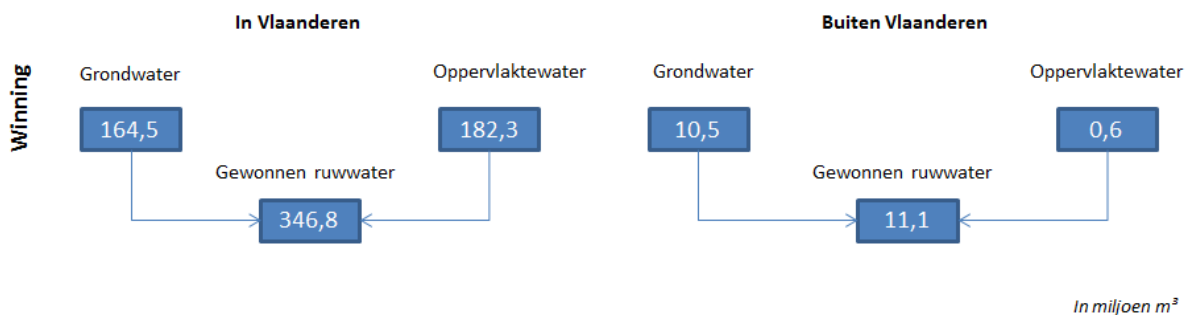 In Vlaanderen
Buiten Vlaanderen
Winning
Grondwater
Oppervlaktewater
Grondwater
Oppervlaktewater
164,5
182,3
10,5
0,6
Gewonnen ruwwater
Gewonnen ruwwater
346,8
11,1
In miljoen m³